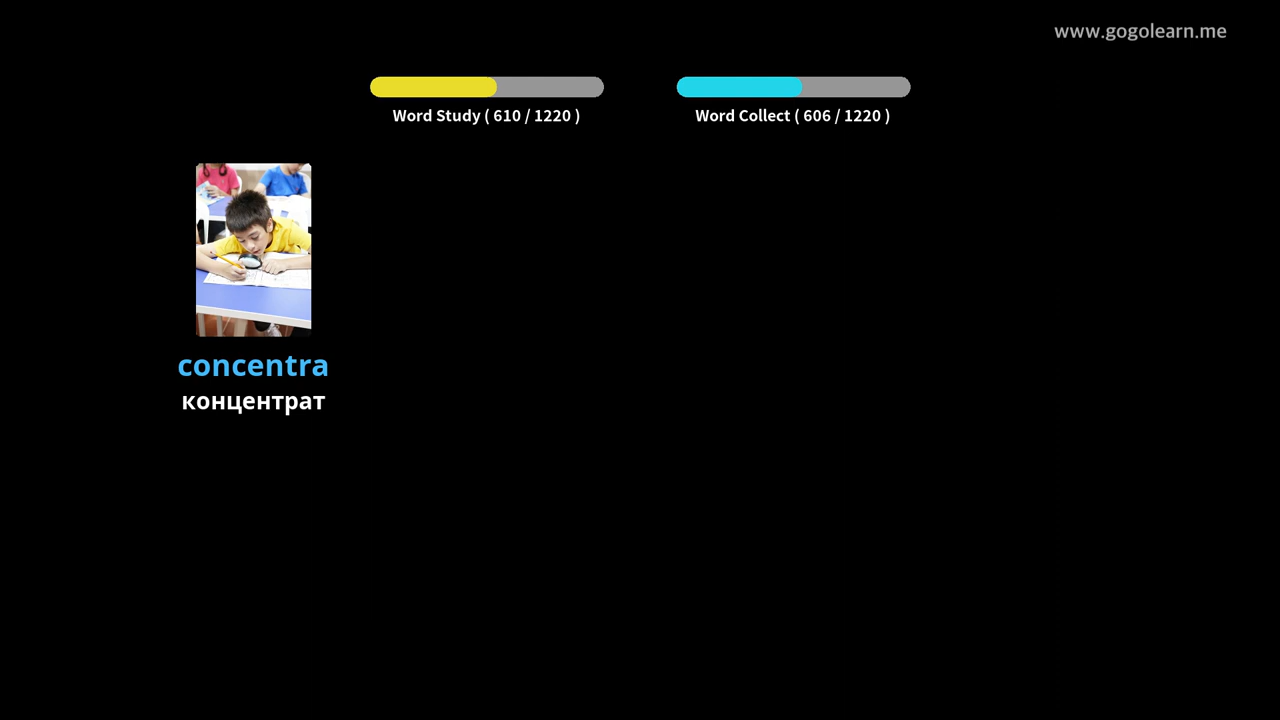 www.gogolearn.me
Word Study ( 610 / 1220 )
Word Collect ( 606 / 1220 )
concentra
концентрат